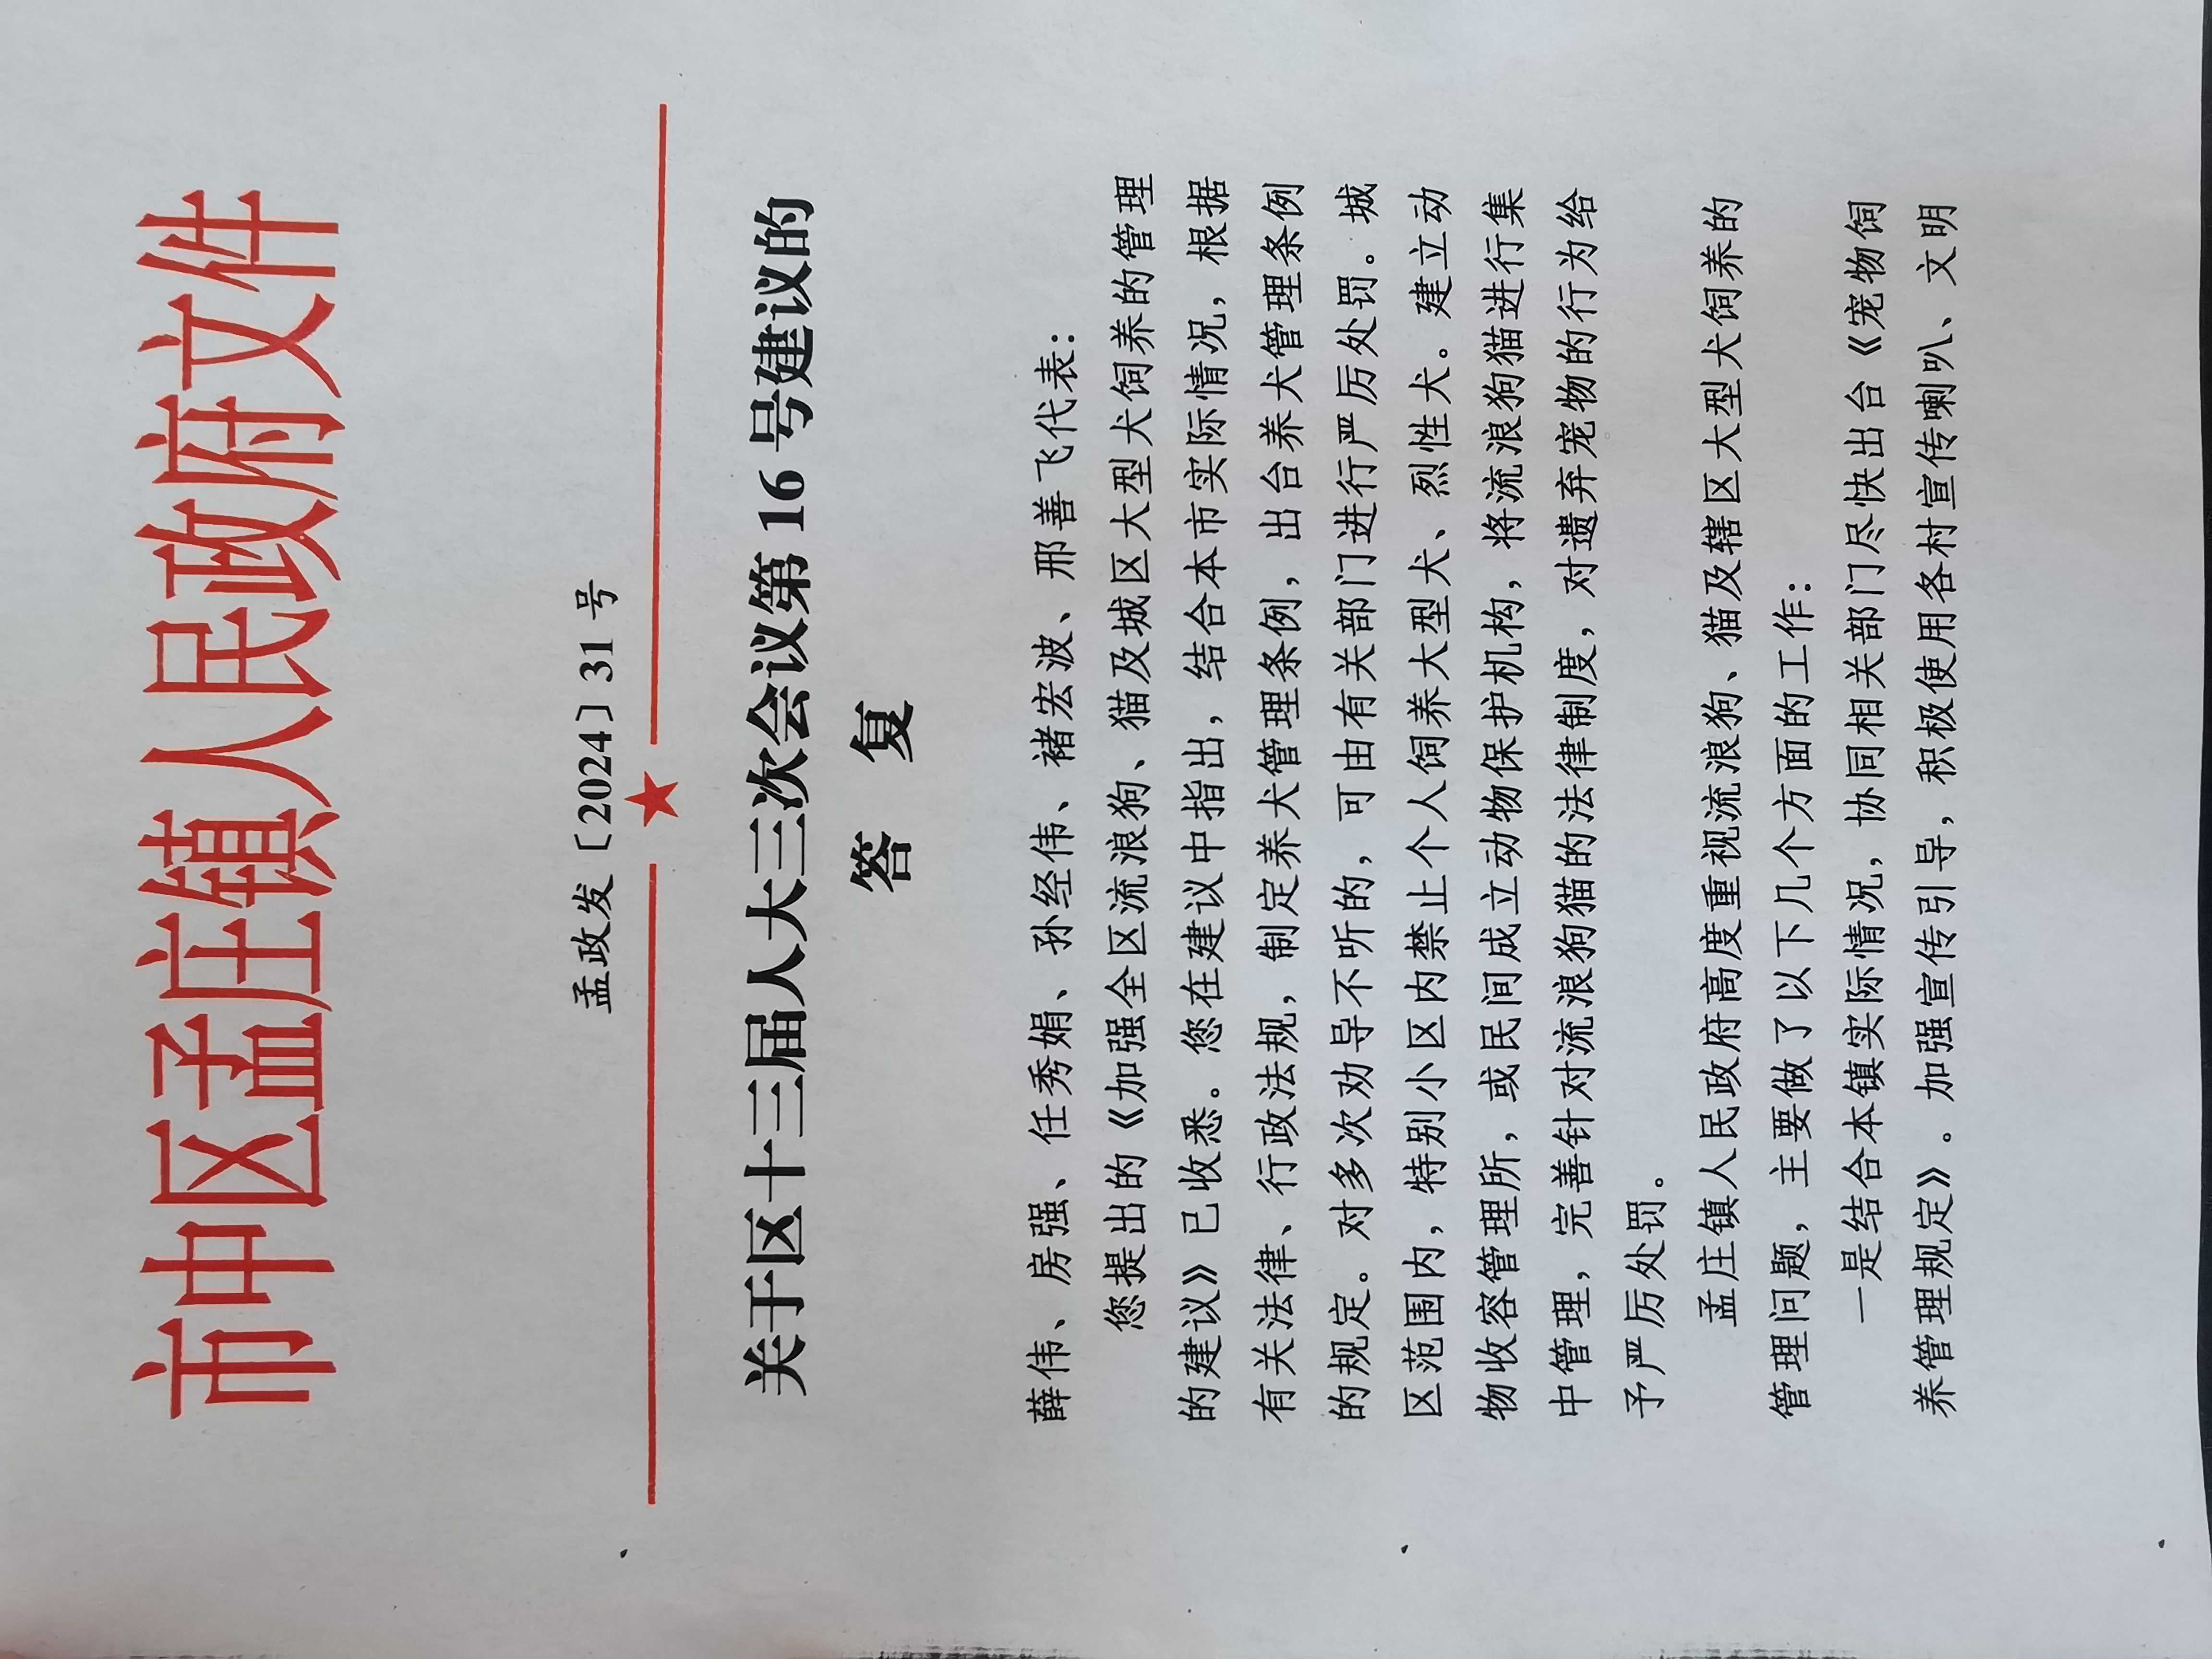 市中区孟庄镇人民政府文件
孟政发〔2024〕31号
关于区十三届人大三次会议第16号建议的
答 复
薛伟、房强、任秀娟、孙经伟、褚宏波、邢善飞代表：
您提出的《加强全区流浪狗、猫及城区大型犬饲养的管理
的建议》已收悉。您在建议中指出，结合本市实际情况，根据
有关法律、行政法规，制定养犬管理条例，出台养犬管理条例
的规定。对多次劝导不听的，可由有关部门进行严厉处罚。城
区范围内，特别小区内禁止个人饲养大型犬、烈性犬。建立动
物收容管理所，或民间成立动物保护机构，将流浪狗猫进行集
中管理，完善针对流浪狗猫的法律制度，对遗弃宠物的行为给
予严厉处罚。
孟庄镇人民政府高度重视流浪狗、猫及辖区大型犬饲养的
管理问题，主要做了以下几个方面的工作：
一是结合本镇实际情况，协同相关部门尽快出台《宠物饲
养管理规定》。加强宣传引导，积极使用各村宣传喇叭、文明